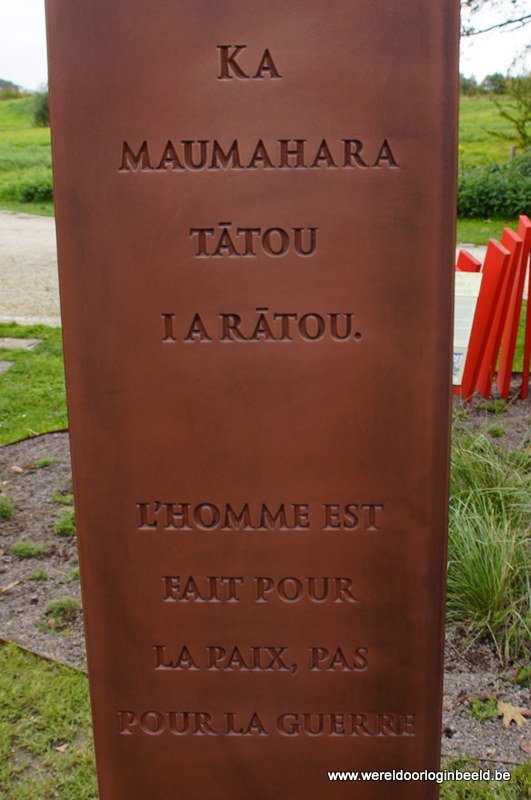 KA
MAUMAHARA
TĀTOU
I A RĀTOU.
L'HOMME EST
FAIT POUR
LA PAIX, PAS
POUR LA GUERRE
www.wereldoorloginbeeld.be